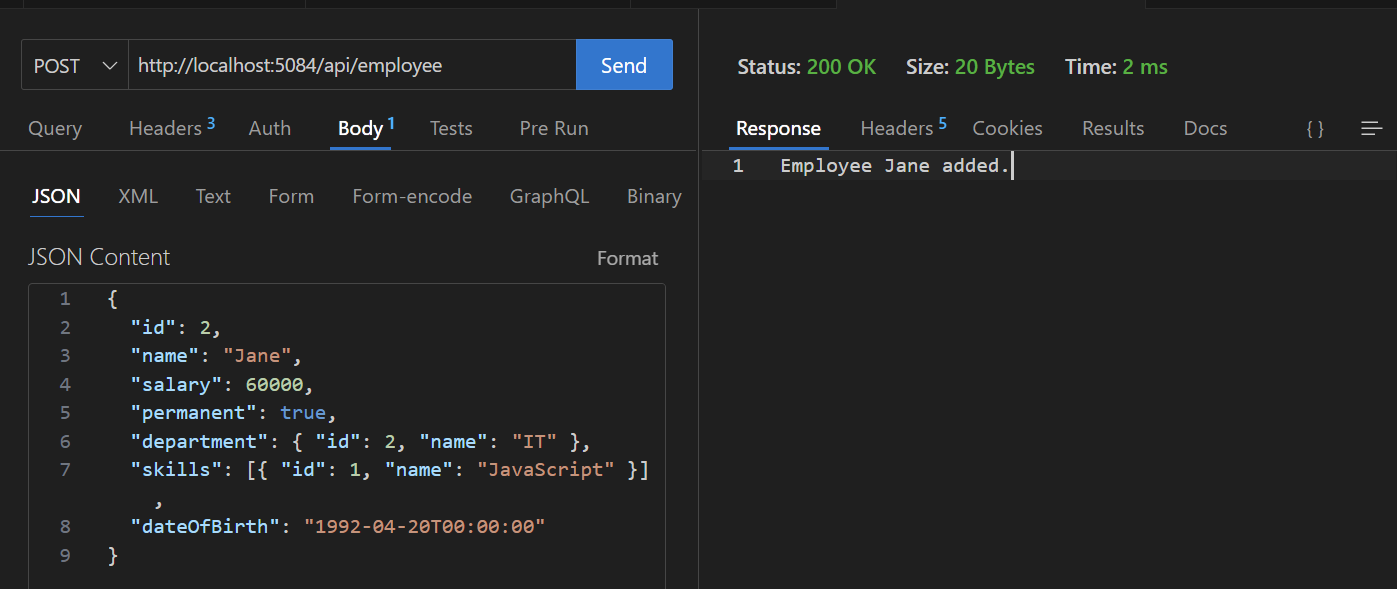 POST http://localhost:5084/api/employee Send
Query Headers 3 Auth Body 1 Tests Pre Run
JSON XML Text Form Form-encode GraphQL Binary
JSON Content Format
1 {
2 "id": 2,
3 "name": "Jane",
4 "salary": 60000,
5 "permanent": true,
6 "department": { "id": 2, "name": "IT" },
7 "skills": [{ "id": 1, "name": "JavaScript" }]
,
8 "dateOfBirth": "1992-04-20T00:00:00"
9 }
Status: 200 OK Size: 20 Bytes Time: 2 ms
Response Headers 5 Cookies Results Docs { }
1 Employee Jane added.